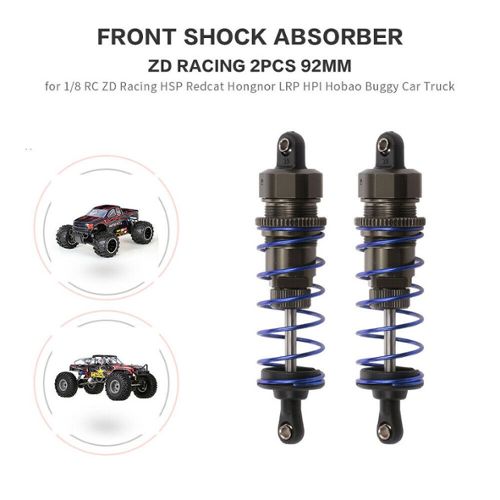 FRONT SHOCK ABSORBER
ZD RACING 2PCS 92MM
for 1/8 RC ZD Racing HSP Redcat Hongnor LRP HPI Hobao Buggy Car Truck